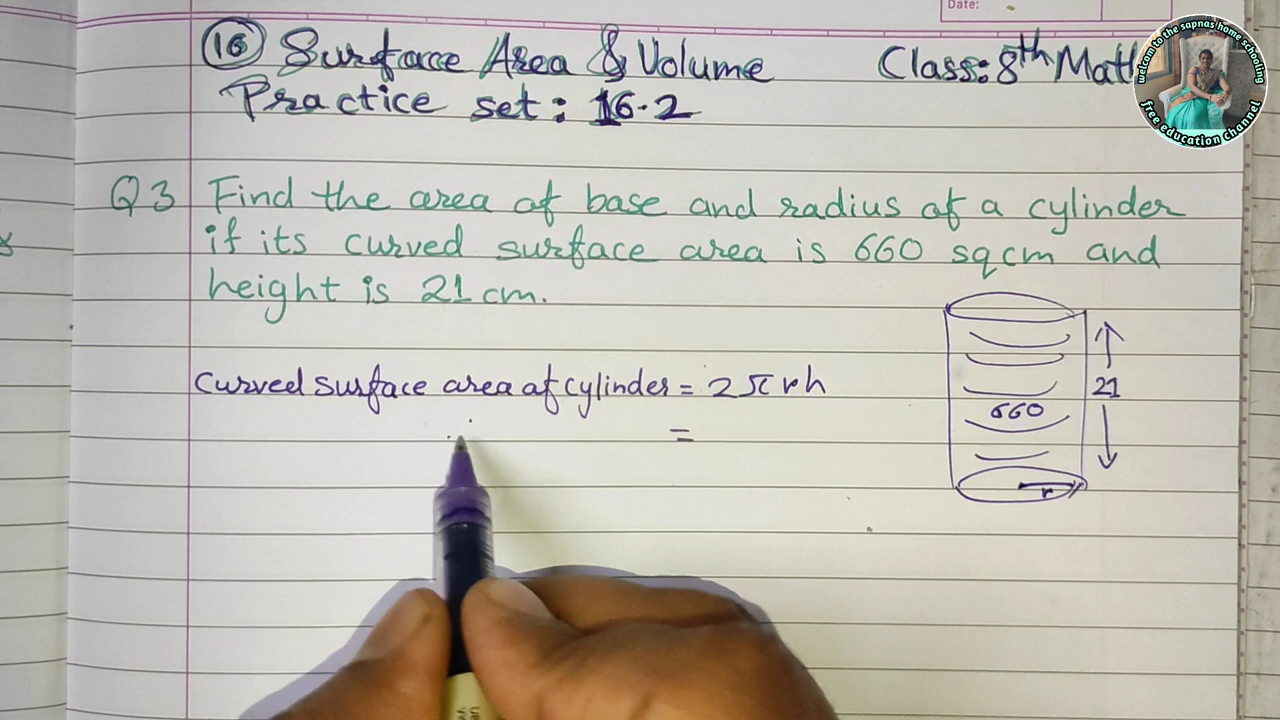 Date:
welcom to the sapnas home schooling
free education channel
16 Surface Area & Volume Class: 8th Mat
Practice set: 16.2
Q3 Find the area of base and radius of a cylinder
if its curved surface area is 660 sqcm and
height is 21 cm.
curved surface area of cylinder = 2πrh
=
21
660
r